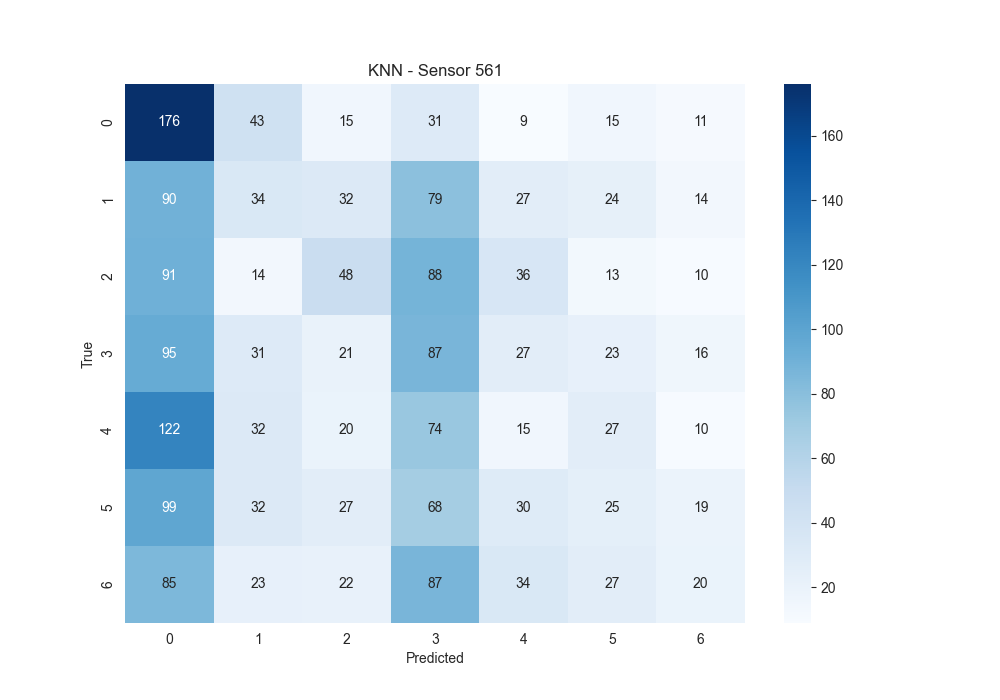 KNN - Sensor 561
0 176 43 15 31 9 15 11
1 90 34 32 79 27 24 14
2 91 14 48 88 36 13 10
3 95 31 21 87 27 23 16
4 122 32 20 74 15 27 10
5 99 32 27 68 30 25 19
6 85 23 22 87 34 27 20
0 1 2 3 4 5 6
True
Predicted
160
140
120
100
80
60
40
20